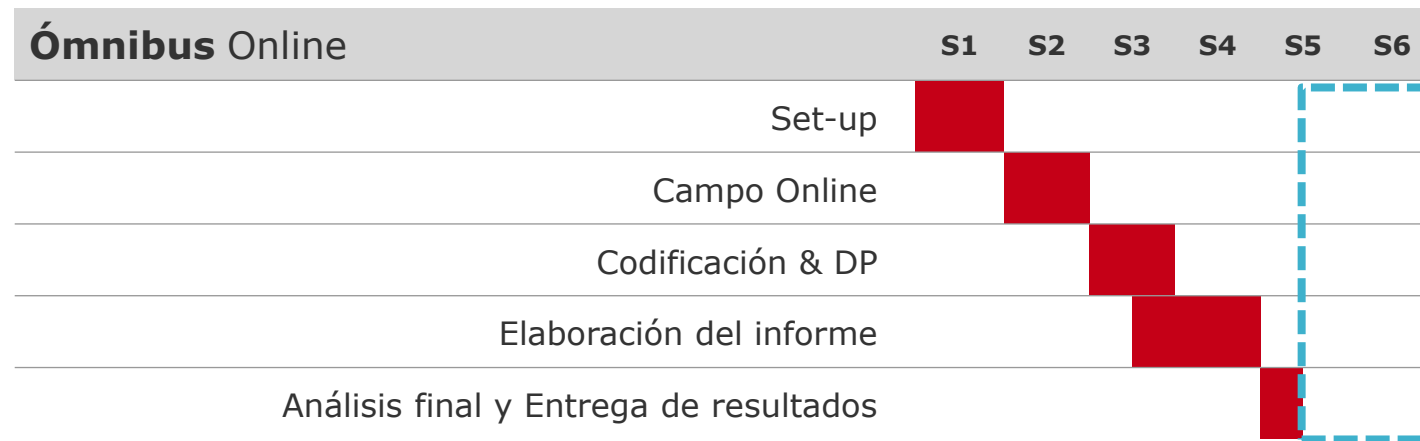 Ómnibus Online S1 S2 S3 S4 S5 S6
Set-up
Campo Online
Codificación & DP
Elaboración del informe
Análisis final y Entrega de resultados